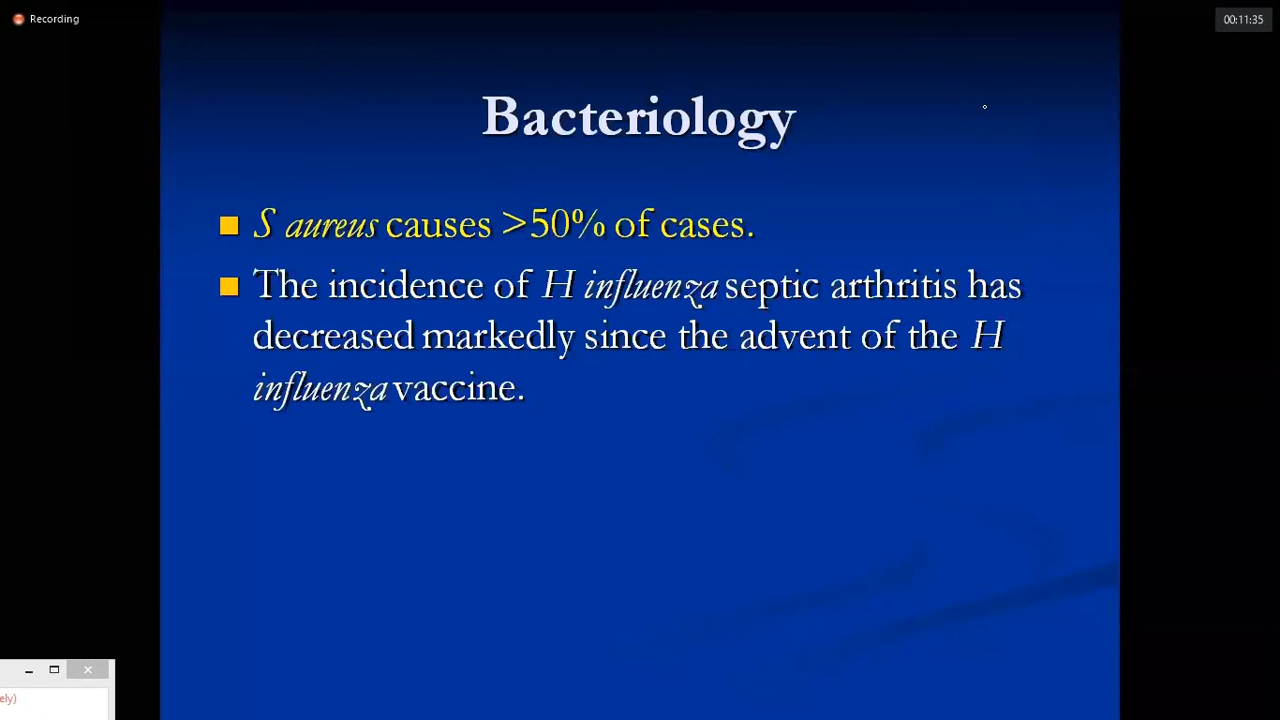 Recording
00:11:35
Bacteriology
S aureus causes >50% of cases.
The incidence of H influenza septic arthritis has
decreased markedly since the advent of the H
influenza vaccine.
ely)